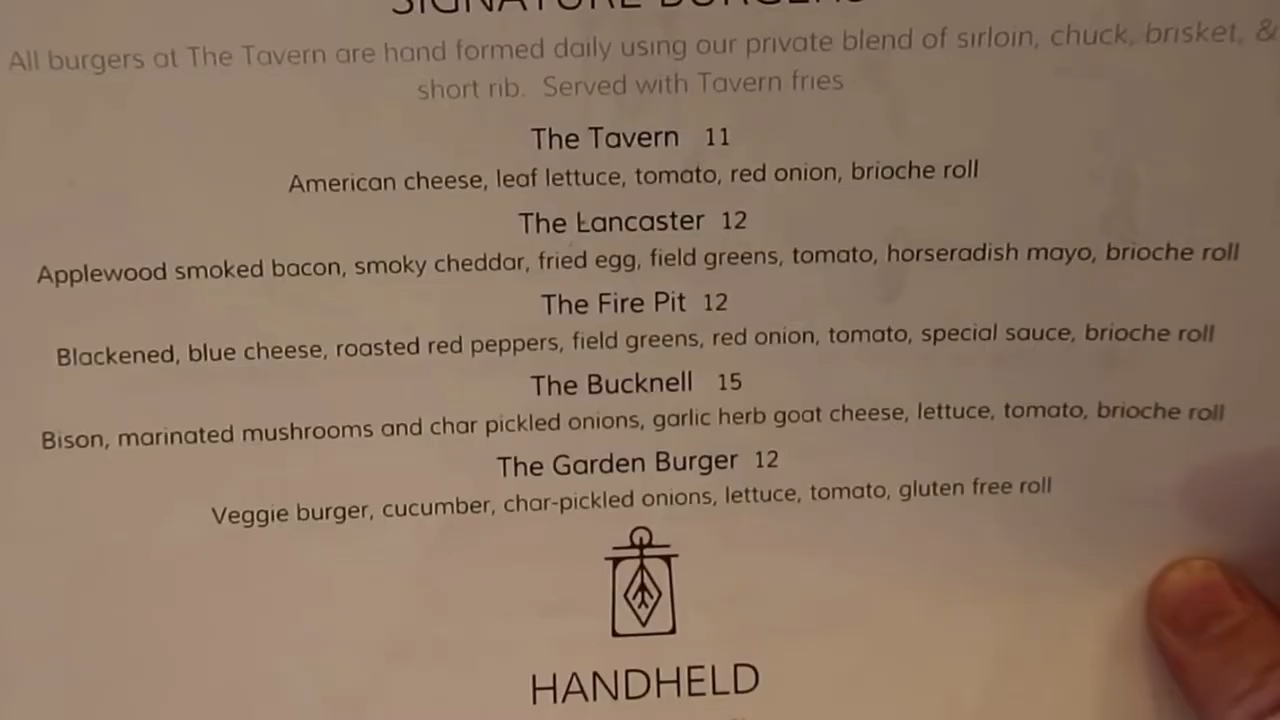 SIGNATURE BURGERS
All burgers at The Tavern are hand formed daily using our private blend of sirloin, chuck, brisket, &
short rib. Served with Tavern fries
The Tavern 11
American cheese, leaf lettuce, tomato, red onion, brioche roll
The Lancaster 12
Applewood smoked bacon, smoky cheddar, fried egg, field greens, tomato, horseradish mayo, brioche roll
The Fire Pit 12
Blackened, blue cheese, roasted red peppers, field greens, red onion, tomato, special sauce, brioche roll
The Bucknell 15
Bison, marinated mushrooms and char pickled onions, garlic herb goat cheese, lettuce, tomato, brioche roll
The Garden Burger 12
Veggie burger, cucumber, char-pickled onions, lettuce, tomato, gluten free roll
HANDHELD